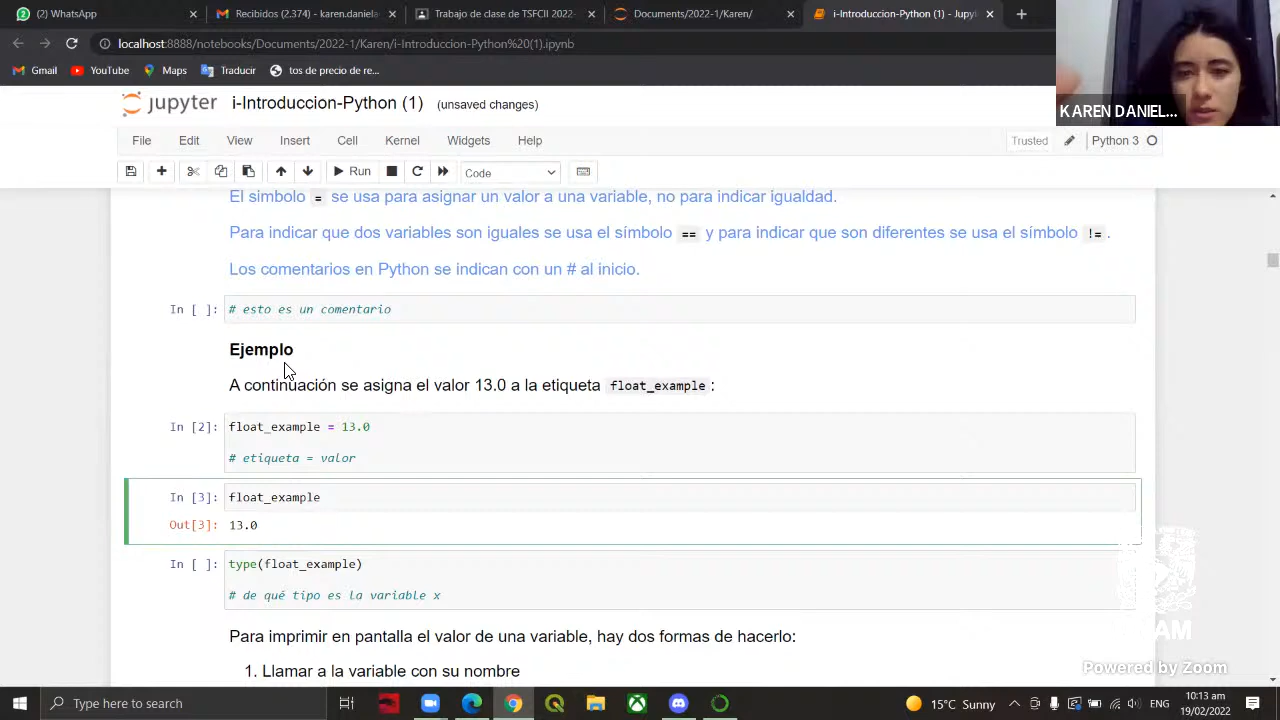 (2) WhatsApp
Recibidos (2.374) - karen.daniela
Trabajo de clase de TSFCII 2022-
Documents/2022-1/Karen/
i-Introduccion-Python (1) - Jupyt
localhost:8888/notebooks/Documents/2022-1/Karen/i-Introduccion-Python%20(1).ipynb
Gmail
YouTube
Maps
Traducir
tos de precio de re...
KAREN DANIEL...
jupyter i-Introduccion-Python (1) (unsaved changes)
File Edit View Insert Cell Kernel Widgets Help
Trusted
Python 3
Run
Code
El simbolo = se usa para asignar un valor a una variable, no para indicar igualdad.
Para indicar que dos variables son iguales se usa el símbolo == y para indicar que son diferentes se usa el símbolo != .
Los comentarios en Python se indican con un # al inicio.
In [ ]: # esto es un comentario
Ejemplo
A continuación se asigna el valor 13.0 a la etiqueta float_example :
In [2]: float_example = 13.0
# etiqueta = valor
In [3]: float_example
Out[3]: 13.0
In [ ]: type(float_example)
# de qué tipo es la variable x
Para imprimir en pantalla el valor de una variable, hay dos formas de hacerlo:
1. Llamar a la variable con su nombre
Powered by Zoom
Type here to search
15°C Sunny
ENG
10:13 am
19/02/2022